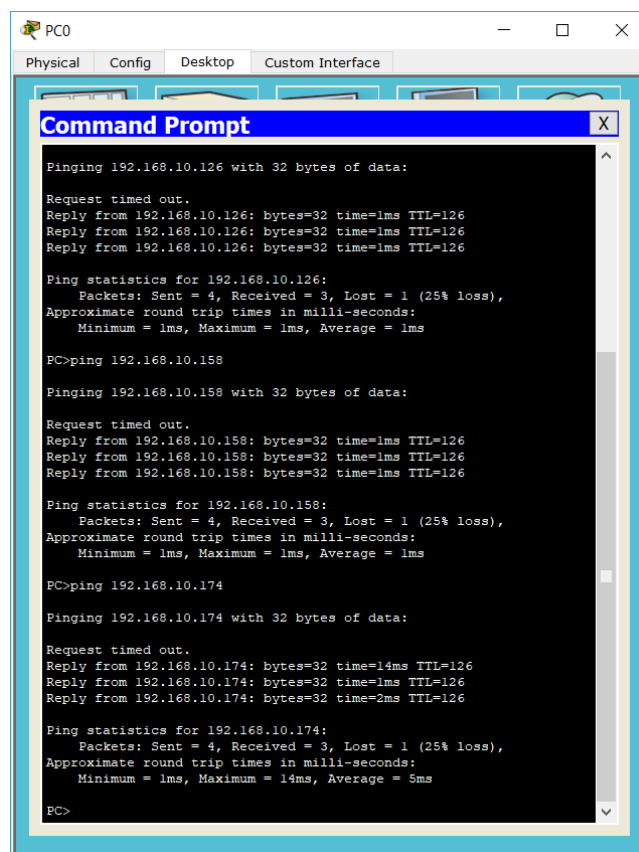 PC0
Physical Config Desktop Custom Interface
Command Prompt
X
Pinging 192.168.10.126 with 32 bytes of data:
Request timed out.
Reply from 192.168.10.126: bytes=32 time=1ms TTL=126
Reply from 192.168.10.126: bytes=32 time=1ms TTL=126
Reply from 192.168.10.126: bytes=32 time=1ms TTL=126
Ping statistics for 192.168.10.126:
Packets: Sent = 4, Received = 3, Lost = 1 (25% loss),
Approximate round trip times in milli-seconds:
Minimum = 1ms, Maximum = 1ms, Average = 1ms
PC>ping 192.168.10.158
Pinging 192.168.10.158 with 32 bytes of data:
Request timed out.
Reply from 192.168.10.158: bytes=32 time=1ms TTL=126
Reply from 192.168.10.158: bytes=32 time=1ms TTL=126
Reply from 192.168.10.158: bytes=32 time=1ms TTL=126
Ping statistics for 192.168.10.158:
Packets: Sent = 4, Received = 3, Lost = 1 (25% loss),
Approximate round trip times in milli-seconds:
Minimum = 1ms, Maximum = 1ms, Average = 1ms
PC>ping 192.168.10.174
Pinging 192.168.10.174 with 32 bytes of data:
Request timed out.
Reply from 192.168.10.174: bytes=32 time=14ms TTL=126
Reply from 192.168.10.174: bytes=32 time=1ms TTL=126
Reply from 192.168.10.174: bytes=32 time=2ms TTL=126
Ping statistics for 192.168.10.174:
Packets: Sent = 4, Received = 3, Lost = 1 (25% loss),
Approximate round trip times in milli-seconds:
Minimum = 1ms, Maximum = 14ms, Average = 5ms
PC>